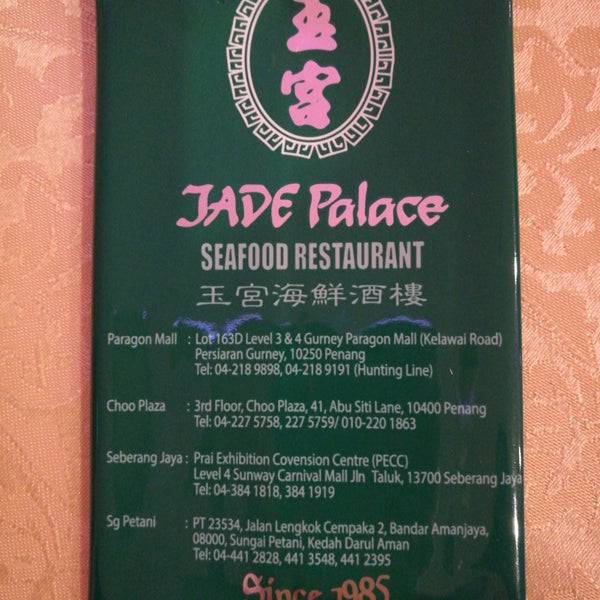 玉
宮
JADE Palace
SEAFOOD RESTAURANT
玉宮海鮮酒樓
Paragon Mall : Lot 163D Level 3 & 4 Gurney Paragon Mall (Kelawai Road)
Persiaran Gurney, 10250 Penang
Tel: 04-218 9898, 04-218 9191 (Hunting Line)
Choo Plaza : 3rd Floor, Choo Plaza, 41, Abu Siti Lane, 10400 Penang
Tel: 04-227 5758, 227 5759/ 010-220 1863
Seberang Jaya : Prai Exhibition Covension Centre (PECC)
Level 4 Sunway Carnival Mall Jln Taluk, 13700 Seberang Jaya
Tel: 04-384 1818, 384 1919
Sg Petani : PT 23534, Jalan Lengkok Cempaka 2, Bandar Amanjaya,
08000, Sungai Petani, Kedah Darul Aman
Tel: 04-441 2828, 441 3548, 441 2395
Since 1985